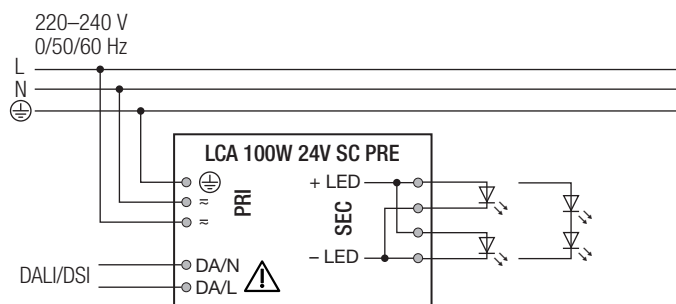 220–240 V
0/50/60 Hz
L
N
LCA 100W 24V SC PRE
PRI
≂
≂
+ LED
SEC
– LED
DALI/DSI
DA/N
DA/L